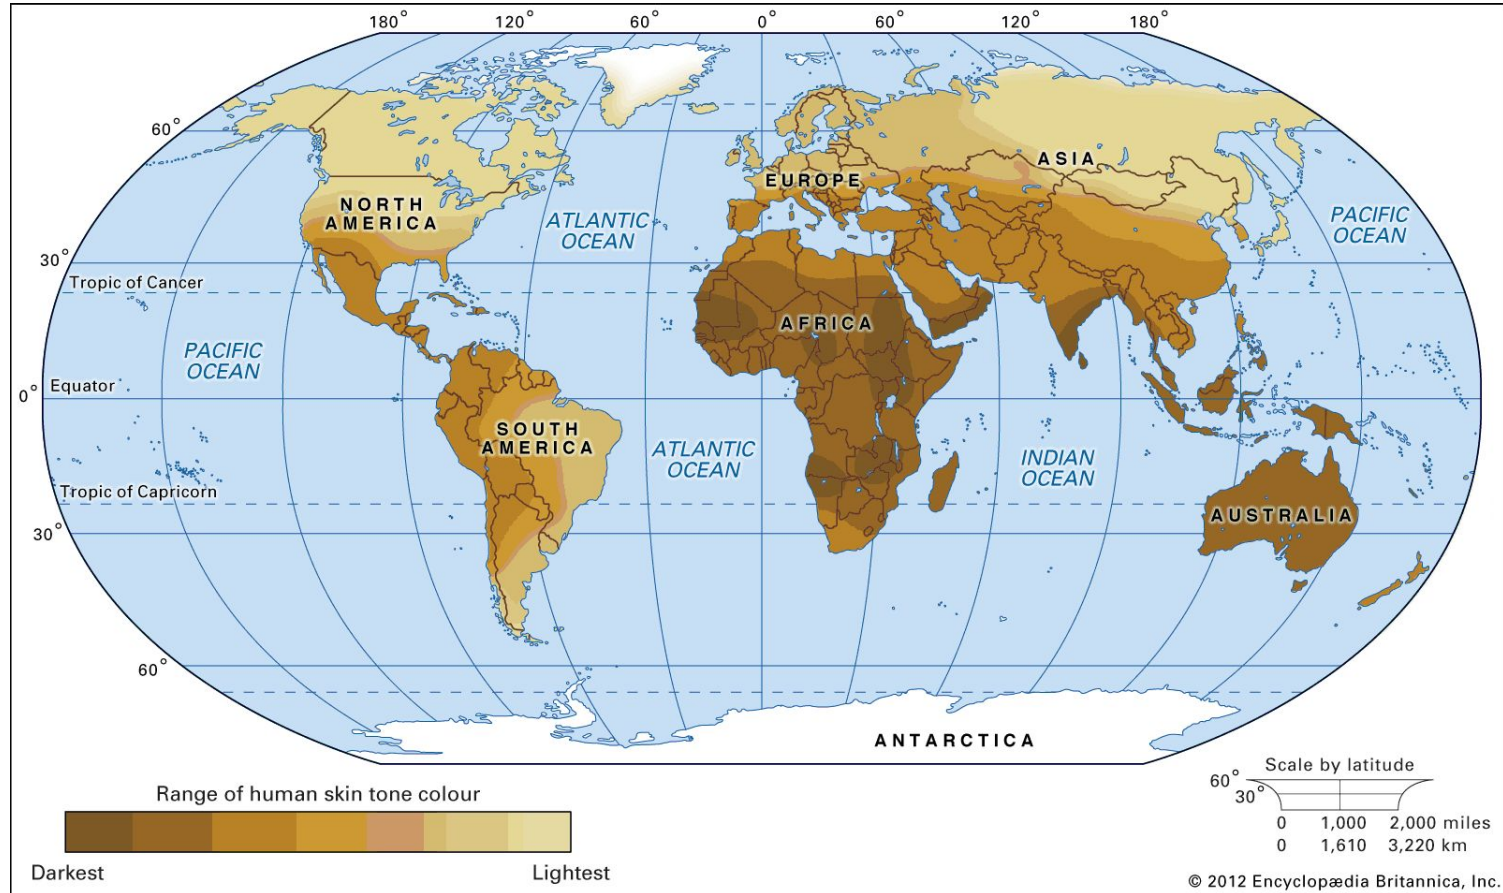 180° 120° 60° 0° 60° 120° 180°
60°
ASIA
EUROPE
NORTH
AMERICA
ATLANTIC
OCEAN
PACIFIC
OCEAN
30°
Tropic of Cancer
AFRICA
PACIFIC
OCEAN
0° Equator
SOUTH
AMERICA
ATLANTIC
OCEAN
INDIAN
OCEAN
Tropic of Capricorn
AUSTRALIA
30°
60°
ANTARCTICA
Range of human skin tone colour
Darkest Lightest
Scale by latitude
60°
30°
0 1,000 2,000 miles
0 1,610 3,220 km
© 2012 Encyclopædia Britannica, Inc.